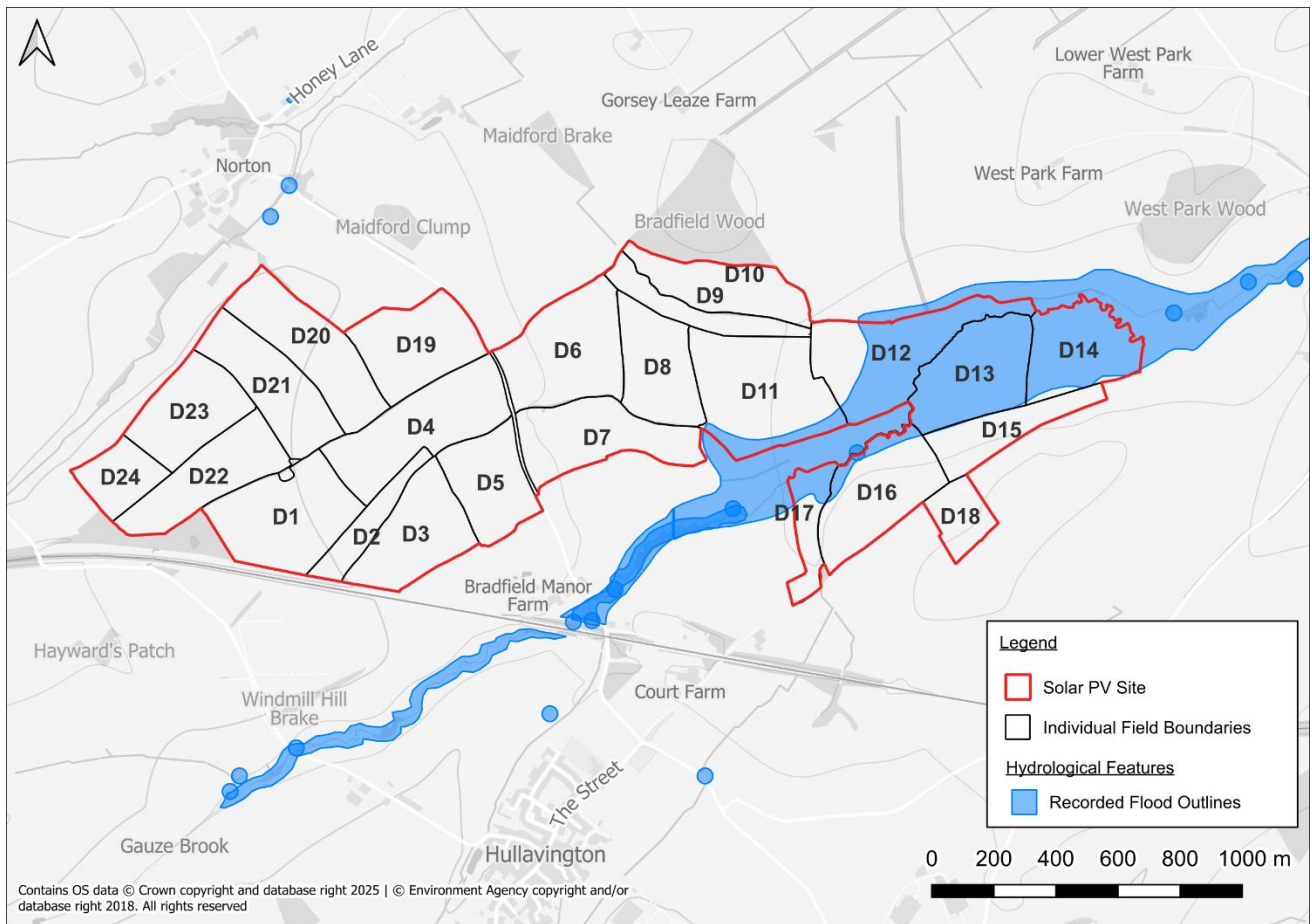 Honey Lane
Lower West Park
Farm
Gorsey Leaze Farm
Maidford Brake
Norton
West Park Farm
Maidford Clump
Bradfield Wood
West Park Wood
D10
D9
D20
D19
D6
D8
D12
D14
D21
D13
D11
D23
D4
D7
D15
D24
D22
D5
D16
D1
D2
D3
D17
D18
Bradfield Manor
Farm
Hayward's Patch
Windmill Hill
Brake
Court Farm
The Street
Gauze Brook
Hullavington
Legend
Solar PV Site
Individual Field Boundaries
Hydrological Features
Recorded Flood Outlines
0 200 400 600 800 1000 m
Contains OS data © Crown copyright and database right 2025 | © Environment Agency copyright and/or
database right 2018. All rights reserved